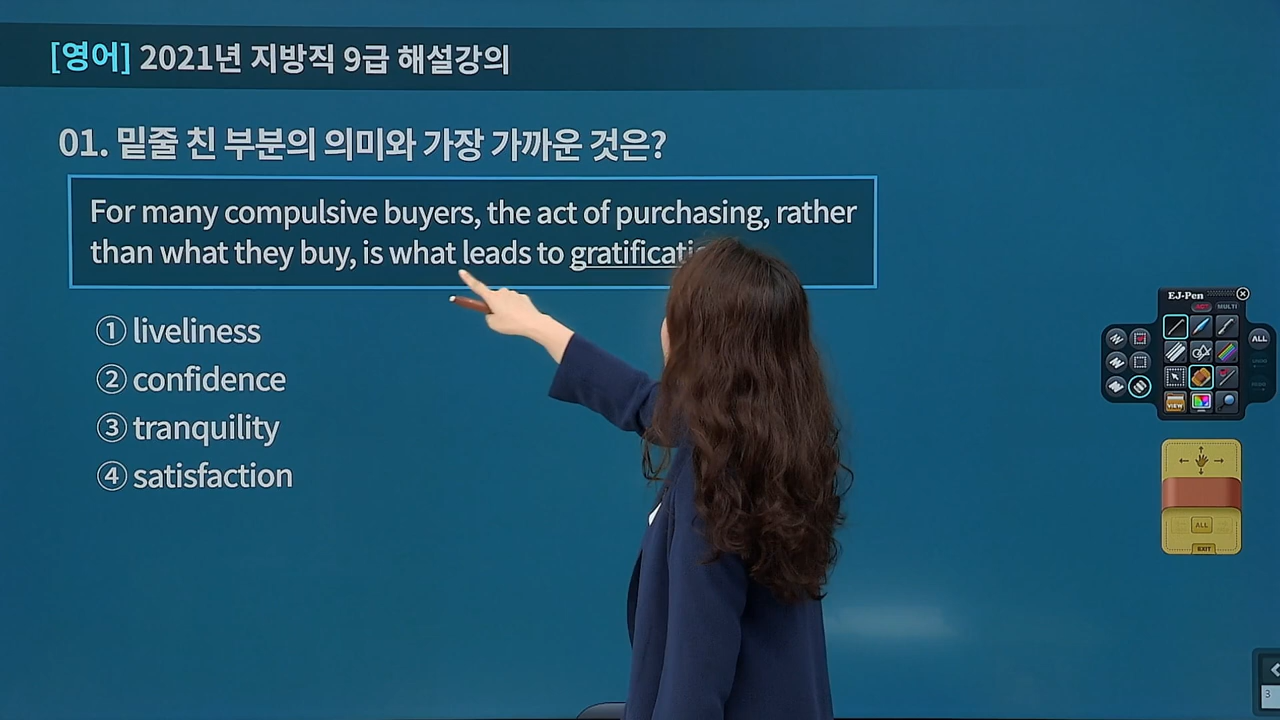 [영어] 2021년 지방직 9급 해설강의
01. 밑줄 친 부분의 의미와 가장 가까운 것은?
For many compulsive buyers, the act of purchasing, rather
than what they buy, is what leads to
① liveliness
② confidence
③ tranquility
④ satisfaction
EJ-Pen
MULTI
ALL
VIEW
ALL
EXIT
3